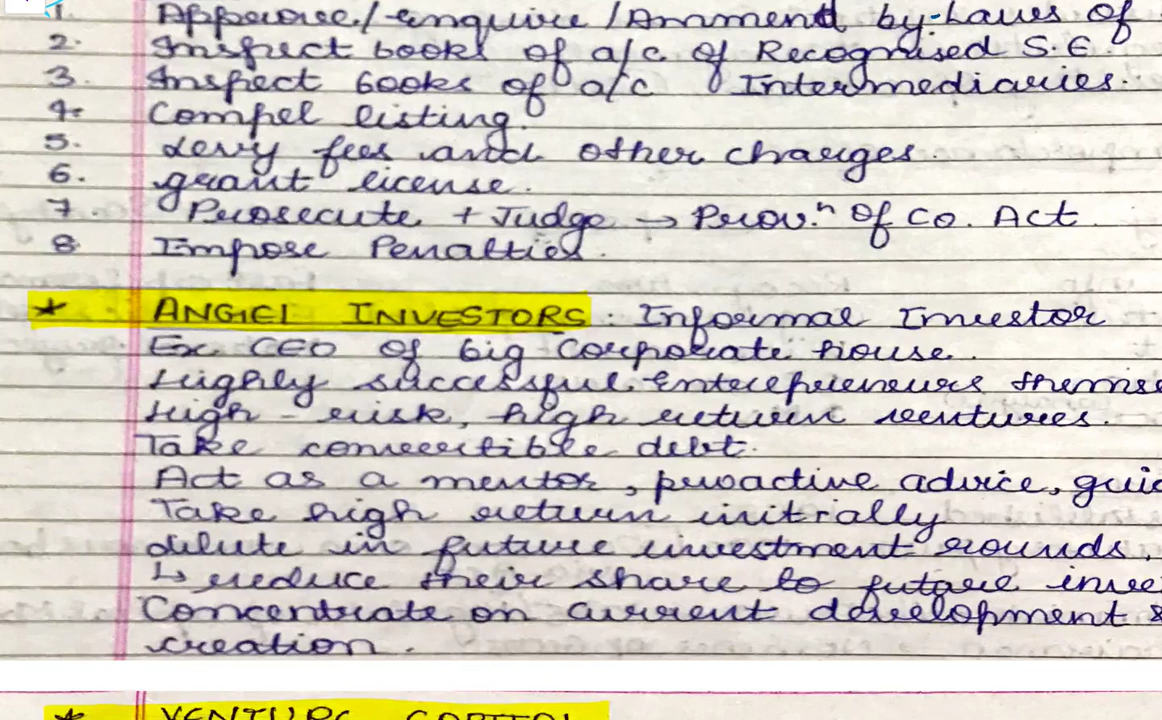 1. Approve/enquire/Ammend by-Laws of
2. Inspect books of a/c of Recognised S.E.
3. Inspect books of a/c of Intermediaries.
4. Compel listing.
5. Levy fees and other charges.
6. grant license.
7. Prosecute + Judge → Provⁿ of Co. Act
8 Impose Penalties.
* ANGEL INVESTORS : Informal Investor
Ex CEO of big corporate house.
Highly successful Enterepreneurs themse
High - risk, high return ventures.
Take convertible debt.
Act as a mentor, proactive advice, guid
Take high return initially
dilute in future investment rounds.
↳ reduce their share to future inve
Concentrate on current development &
creation.
* VENTURE CAPITAL